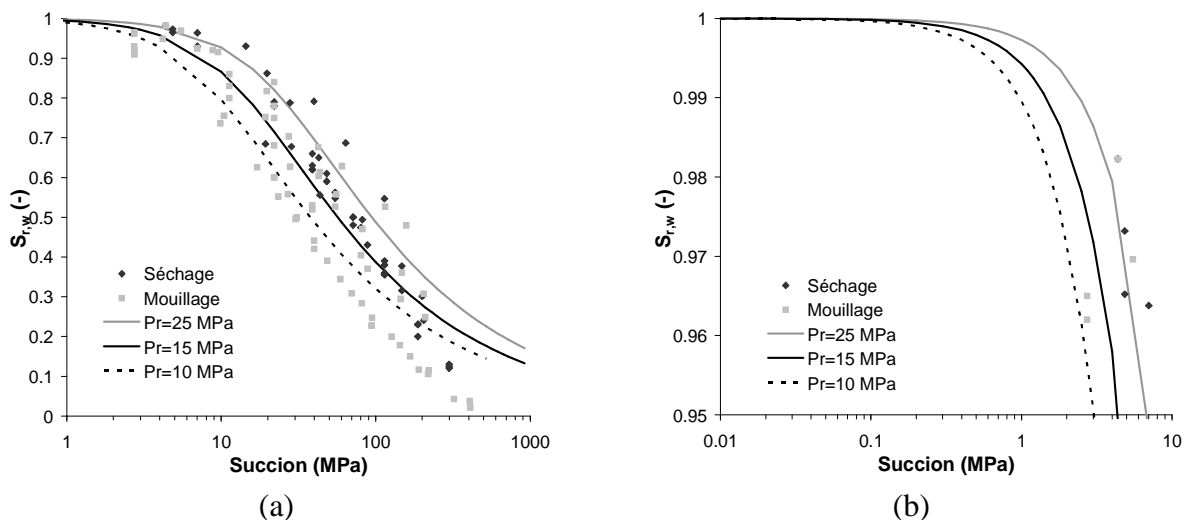 1
0.9
0.8
0.7
0.6
0.5
0.4
0.3
0.2
0.1
0
S_{r,w} (-)
Séchage
Mouillage
Pr=25 MPa
Pr=15 MPa
Pr=10 MPa
1 10 100 1000
Succion (MPa)
(a)
1
0.99
0.98
0.97
0.96
0.95
S_{r,w} (-)
Séchage
Mouillage
Pr=25 MPa
Pr=15 MPa
Pr=10 MPa
0.01 0.1 1 10
Succion (MPa)
(b)